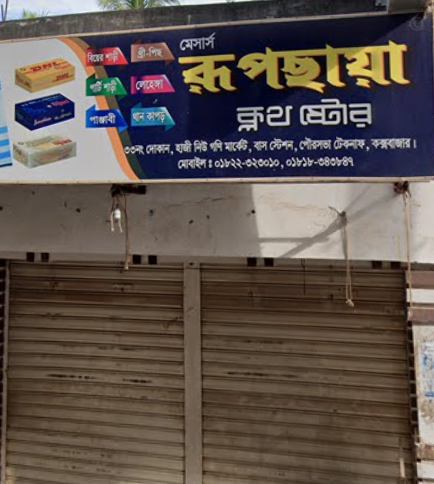 মেসার্স
রূপছায়া
ক্লথ ষ্টোর
বিয়ের শাড়ী থ্রী-পিছ
পার্টি শাড়ী লেহেঙ্গা
পাঞ্জাবী থান কাপড়
৩৩নং দোকান, হাজী নিউ গণি মার্কেট, বাস স্টেশন, পৌরসভা টেকনাফ, কক্সবাজার।
মোবাইল : ০১৮২২-৩২৩০১০, ০১৮১৮-৩৪৩৮৪৭